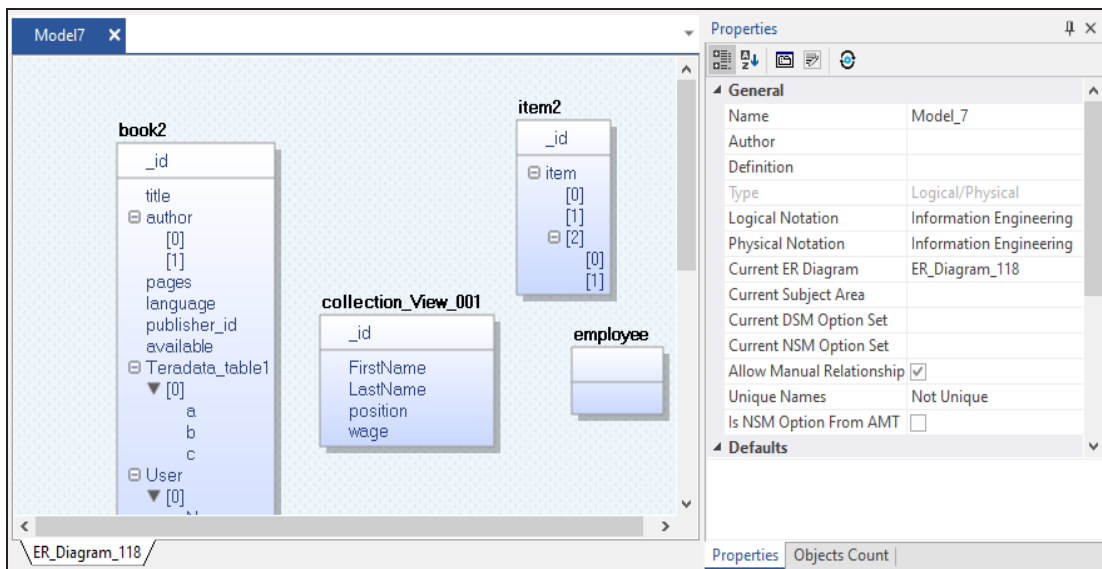 Model7
book2
_id
title
author
[0]
[1]
pages
language
publisher_id
available
Teradata_table1
[0]
a
b
c
User
[0]
collection_View_001
_id
FirstName
LastName
position
wage
item2
_id
item
[0]
[1]
[2]
[0]
[1]
employee
ER_Diagram_118
Properties
General
Name Model_7
Author
Definition
Type Logical/Physical
Logical Notation Information Engineering
Physical Notation Information Engineering
Current ER Diagram ER_Diagram_118
Current Subject Area
Current DSM Option Set
Current NSM Option Set
Allow Manual Relationship
Unique Names Not Unique
Is NSM Option From AMT
Defaults
Properties Objects Count